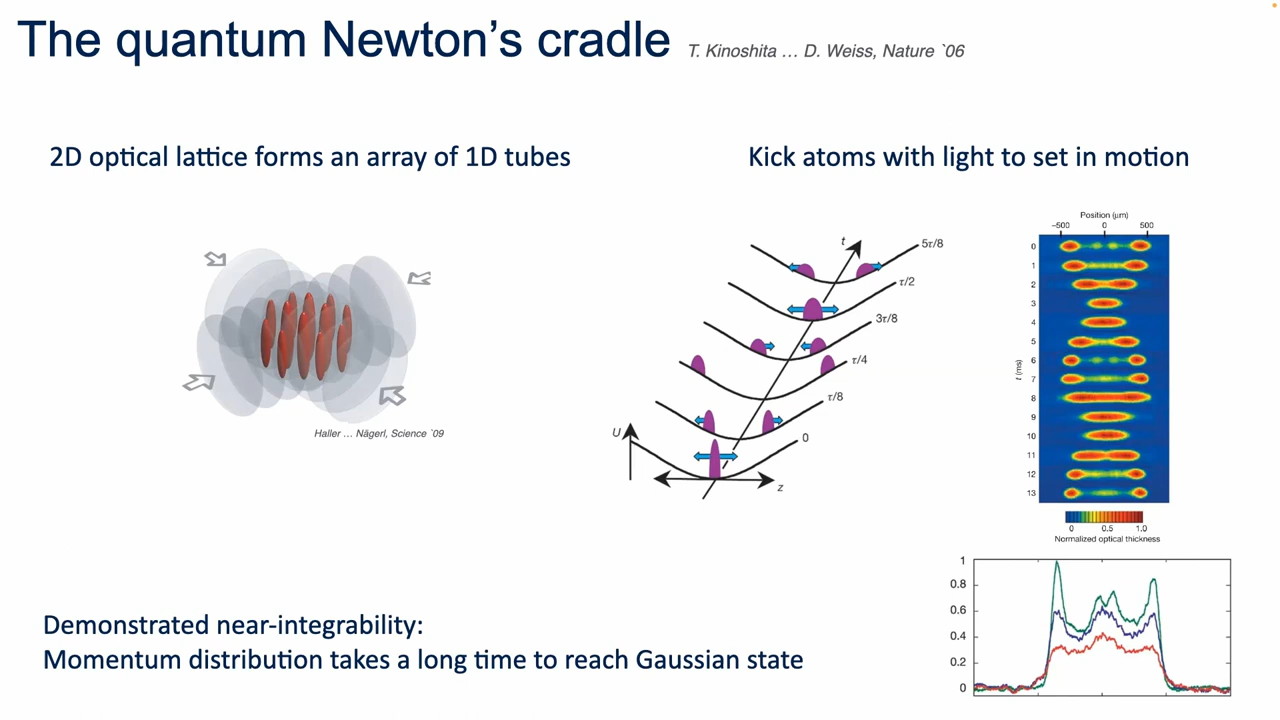 The quantum Newton's cradle T. Kinoshita ... D. Weiss, Nature `06
2D optical lattice forms an array of 1D tubes
Haller ... Nägerl, Science `09
Kick atoms with light to set in motion
t
5τ/8
τ/2
3τ/8
τ/4
τ/8
0
U
z
Position (μm)
−500 0 500
t (ms)
0
1
2
3
4
5
6
7
8
9
10
11
12
13
0 0.5 1.0
Normalized optical thickness
1
0.8
0.6
0.4
0.2
0
Demonstrated near-integrability:
Momentum distribution takes a long time to reach Gaussian state